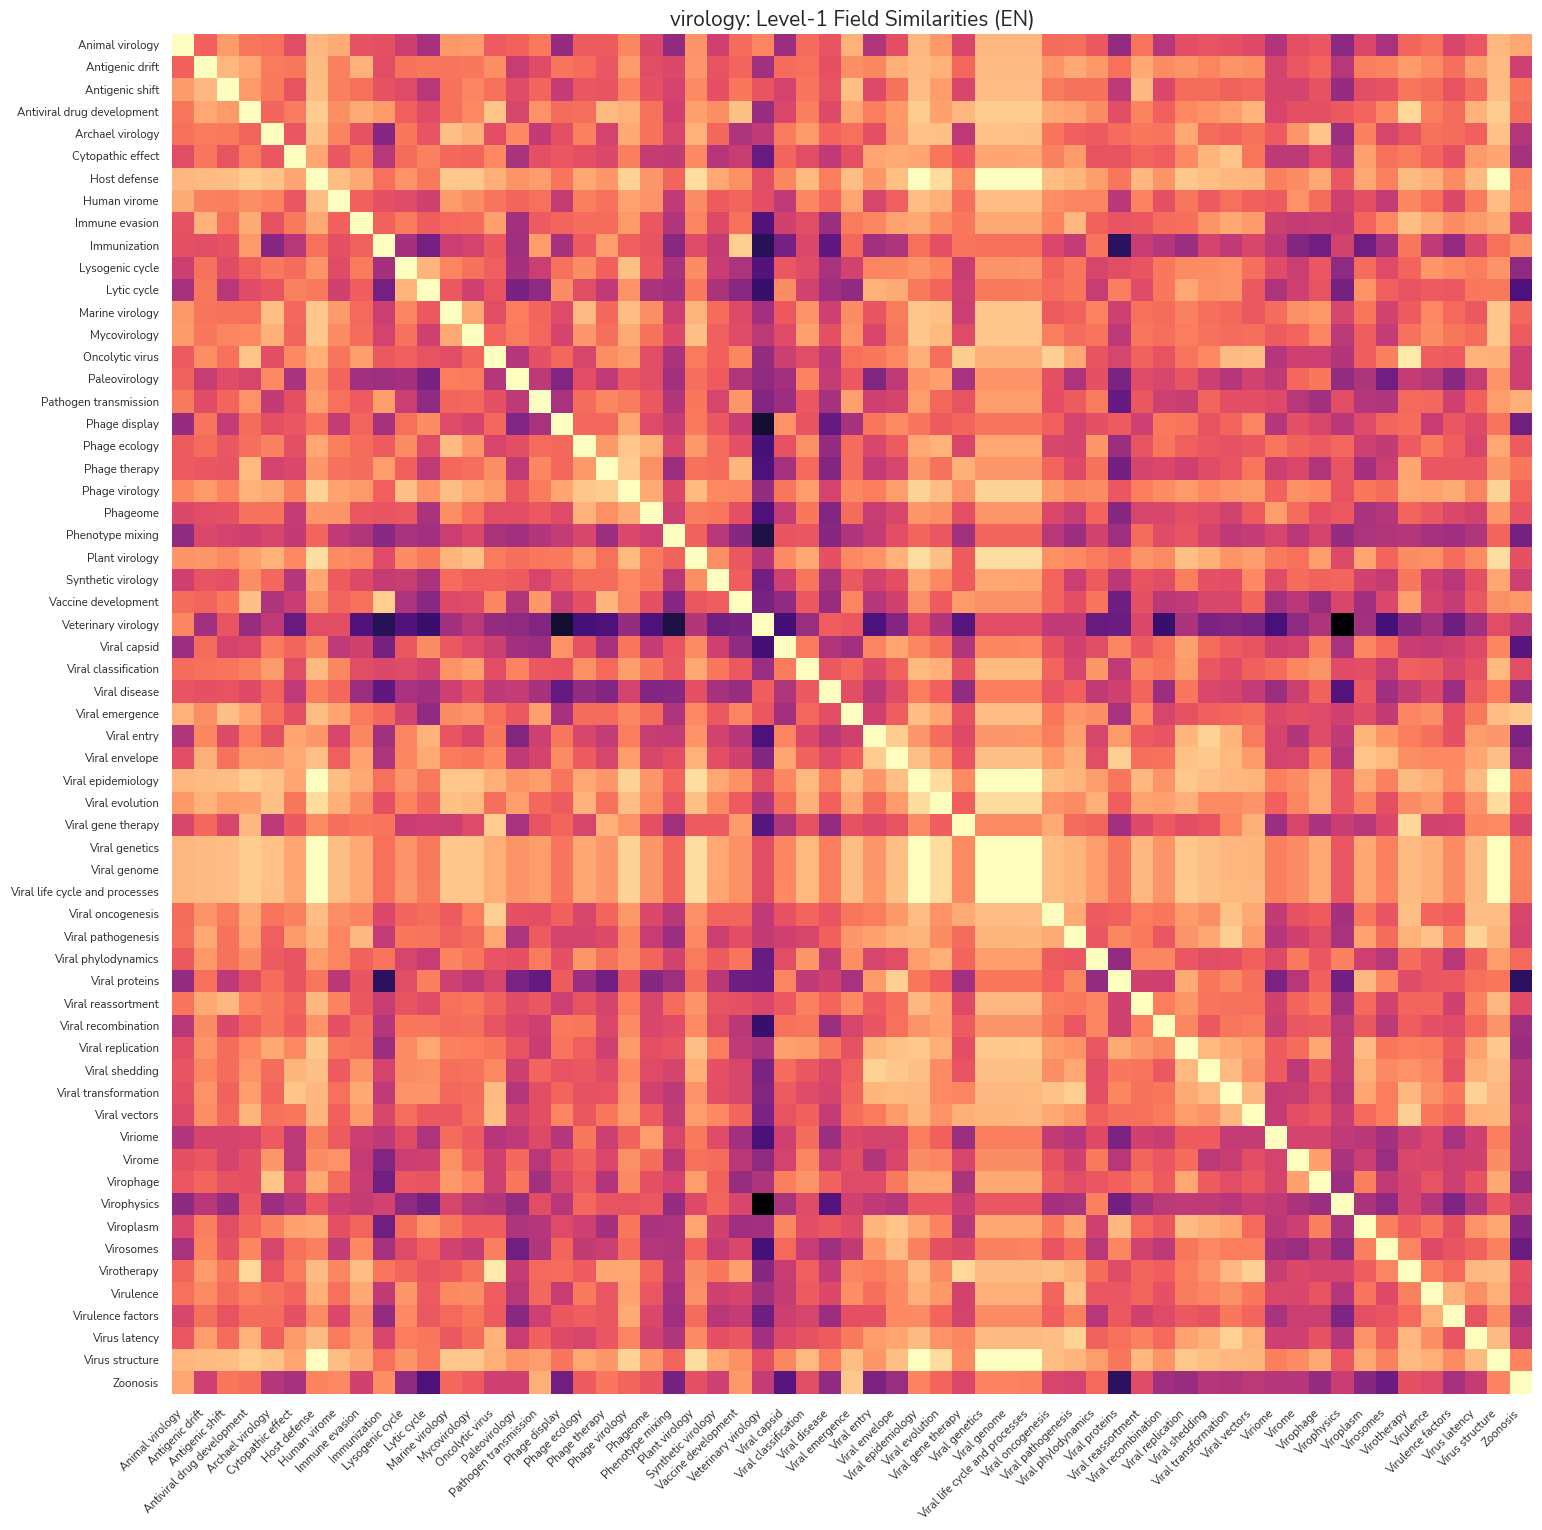 virology: Level-1 Field Similarities (EN)
Animal virology
Antigenic drift
Antigenic shift
Antiviral drug development
Archael virology
Cytopathic effect
Host defense
Human virome
Immune evasion
Immunization
Lysogenic cycle
Lytic cycle
Marine virology
Mycovirology
Oncolytic virus
Paleovirology
Pathogen transmission
Phage display
Phage ecology
Phage therapy
Phage virology
Phageome
Phenotype mixing
Plant virology
Synthetic virology
Vaccine development
Veterinary virology
Viral capsid
Viral classification
Viral disease
Viral emergence
Viral entry
Viral envelope
Viral epidemiology
Viral evolution
Viral gene therapy
Viral genetics
Viral genome
Viral life cycle and processes
Viral oncogenesis
Viral pathogenesis
Viral phylodynamics
Viral proteins
Viral reassortment
Viral recombination
Viral replication
Viral shedding
Viral transformation
Viral vectors
Viriome
Virome
Virophage
Virophysics
Viroplasm
Virosomes
Virotherapy
Virulence
Virulence factors
Virus latency
Virus structure
Zoonosis
Animal virology
Antigenic drift
Antigenic shift
Antiviral drug development
Archael virology
Cytopathic effect
Host defense
Human virome
Immune evasion
Immunization
Lysogenic cycle
Lytic cycle
Marine virology
Mycovirology
Oncolytic virus
Paleovirology
Pathogen transmission
Phage display
Phage ecology
Phage therapy
Phage virology
Phageome
Phenotype mixing
Plant virology
Synthetic virology
Vaccine development
Veterinary virology
Viral capsid
Viral classification
Viral disease
Viral emergence
Viral entry
Viral envelope
Viral epidemiology
Viral evolution
Viral gene therapy
Viral genetics
Viral genome
Viral life cycle and processes
Viral oncogenesis
Viral pathogenesis
Viral phylodynamics
Viral proteins
Viral reassortment
Viral recombination
Viral replication
Viral shedding
Viral transformation
Viral vectors
Viriome
Virome
Virophage
Virophysics
Viroplasm
Virosomes
Virotherapy
Virulence
Virulence factors
Virus latency
Virus structure
Zoonosis